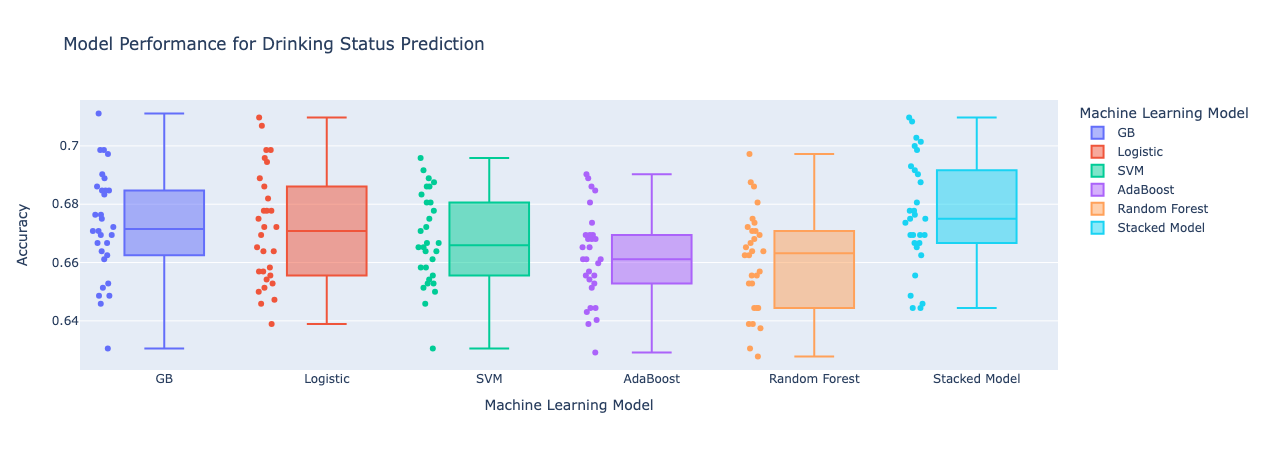 Model Performance for Drinking Status Prediction
Machine Learning Model
GB
Logistic
SVM
AdaBoost
Random Forest
Stacked Model
0.7
0.68
0.66
0.64
Accuracy
GB Logistic SVM AdaBoost Random Forest Stacked Model
Machine Learning Model